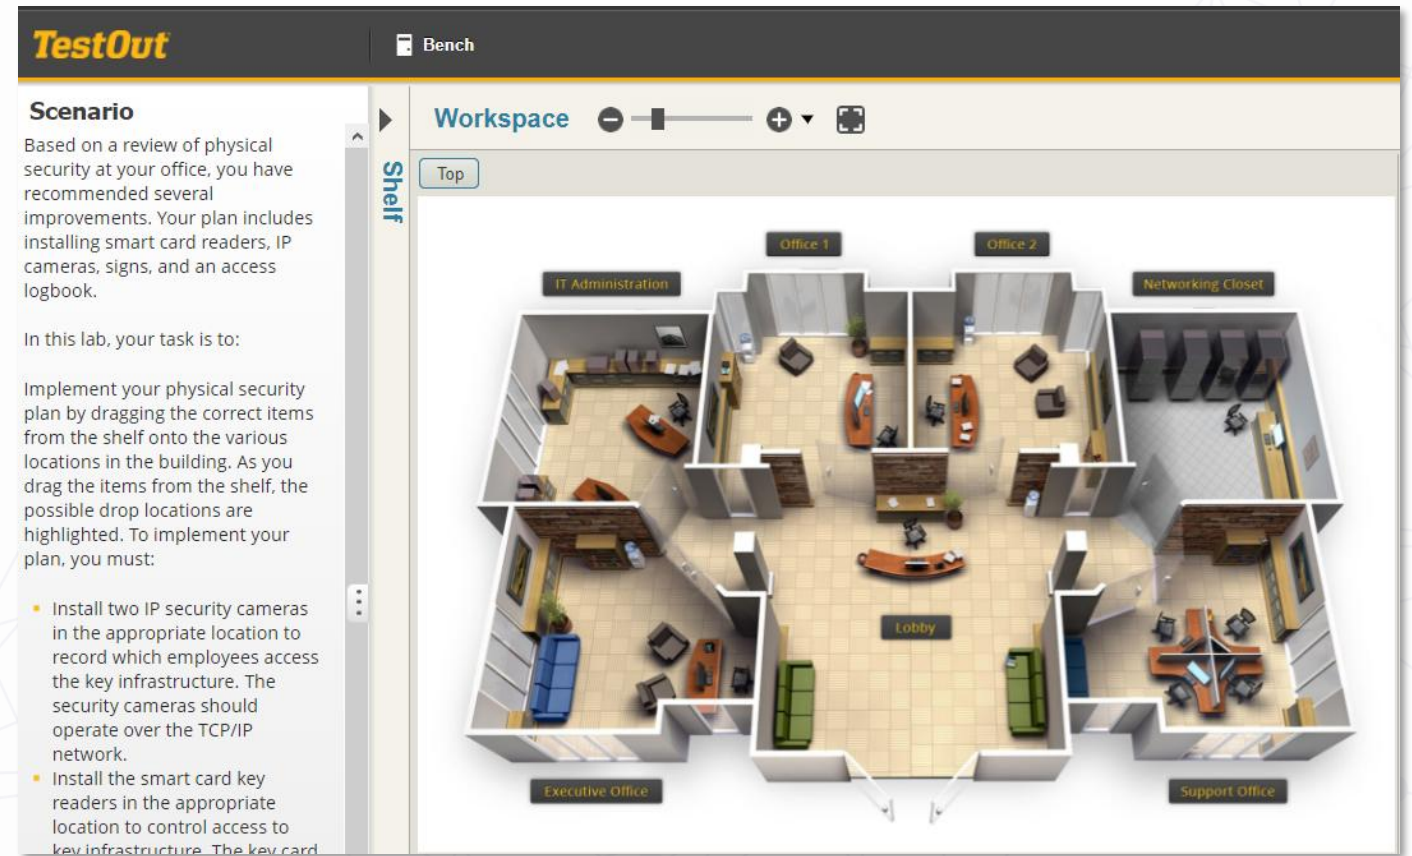 TestOut
Bench
Scenario
Based on a review of physical
security at your office, you have
recommended several
improvements. Your plan includes
installing smart card readers, IP
cameras, signs, and an access
logbook.
In this lab, your task is to:
Implement your physical security
plan by dragging the correct items
from the shelf onto the various
locations in the building. As you
drag the items from the shelf, the
possible drop locations are
highlighted. To implement your
plan, you must:
Install two IP security cameras
in the appropriate location to
record which employees access
the key infrastructure. The
security cameras should
operate over the TCP/IP
network.
Install the smart card key
readers in the appropriate
location to control access to
key infrastructure. The key card
Shelf
Workspace
Top
Office 1
Office 2
IT Administration
Networking Closet
Lobby
Executive Office
Support Office